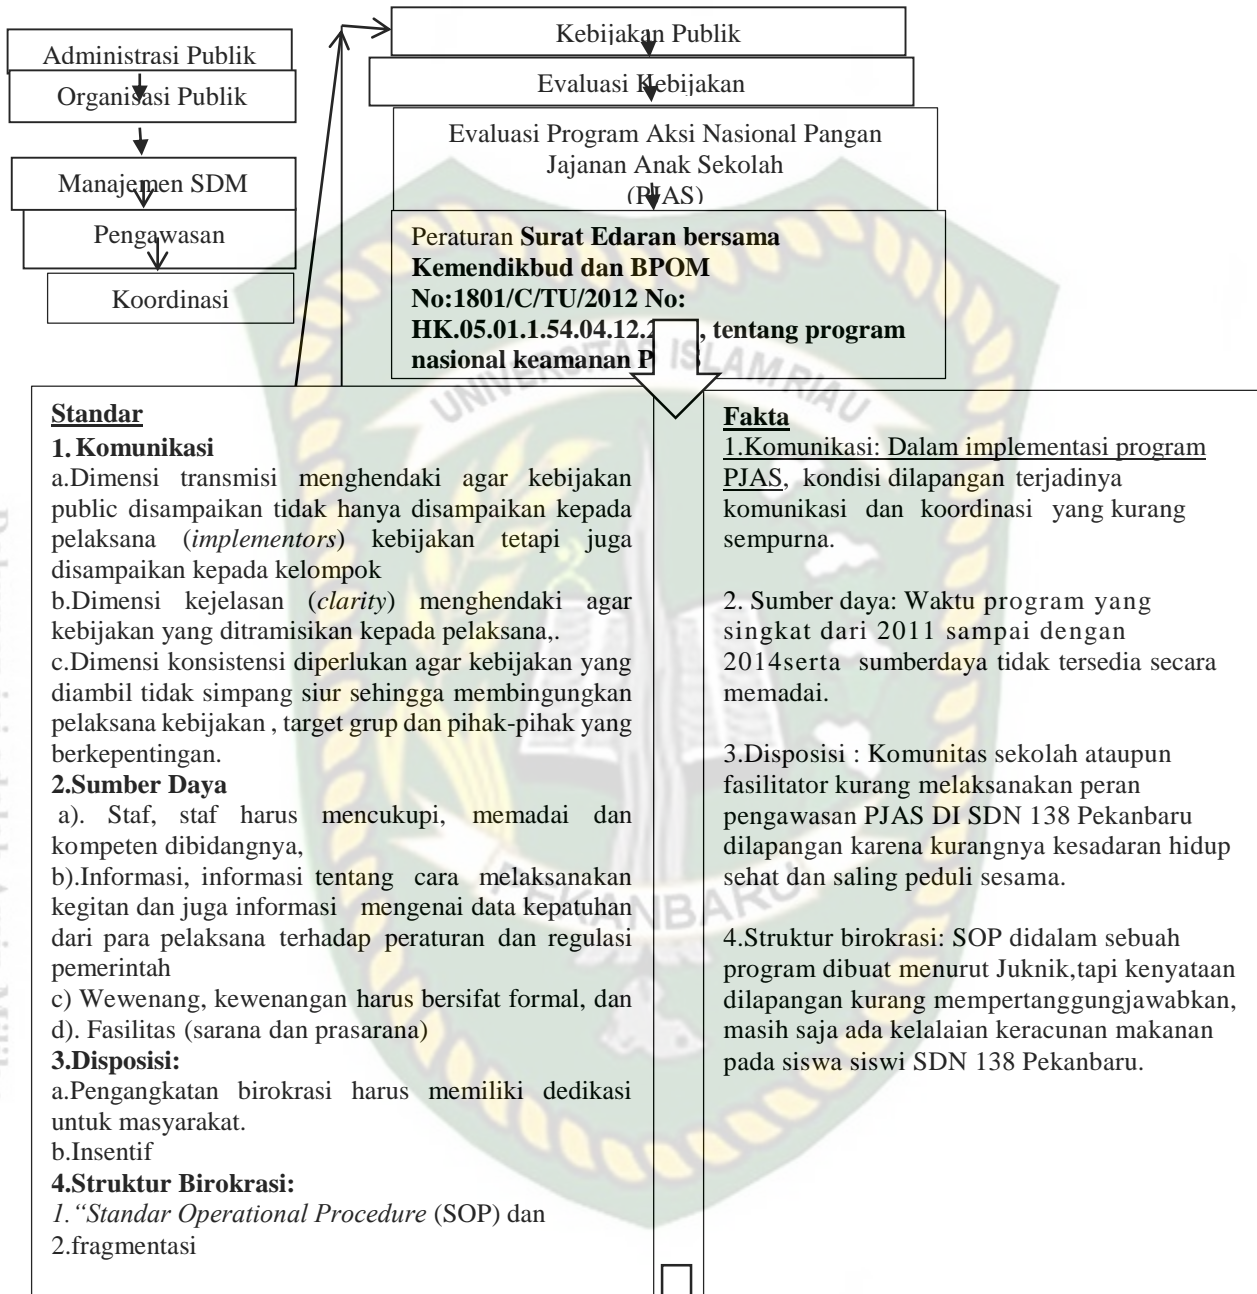 Administrasi Publik
Organisasi Publik
Manajemen SDM
Pengawasan
Koordinasi
Kebijakan Publik
Evaluasi Kebijakan
Evaluasi Program Aksi Nasional Pangan
Jajanan Anak Sekolah
(PJAS)
Peraturan Surat Edaran bersama
Kemendikbud dan BPOM
No:1801/C/TU/2012 No:
HK.05.01.1.54.04.12.2 , tentang program
nasional keamanan P
UNIVERSITAS ISLAM RIAU
Standar
1. Komunikasi
a.Dimensi transmisi menghendaki agar kebijakan
public disampaikan tidak hanya disampaikan kepada
pelaksana (implementors) kebijakan tetapi juga
disampaikan kepada kelompok
b.Dimensi kejelasan (clarity) menghendaki agar
kebijakan yang ditramisikan kepada pelaksana,.
c.Dimensi konsistensi diperlukan agar kebijakan yang
diambil tidak simpang siur sehingga membingungkan
pelaksana kebijakan , target grup dan pihak-pihak yang
berkepentingan.
2.Sumber Daya
a). Staf, staf harus mencukupi, memadai dan
kompeten dibidangnya,
b).Informasi, informasi tentang cara melaksanakan
kegitan dan juga informasi mengenai data kepatuhan
dari para pelaksana terhadap peraturan dan regulasi
pemerintah
c) Wewenang, kewenangan harus bersifat formal, dan
d). Fasilitas (sarana dan prasarana)
3.Disposisi:
a.Pengangkatan birokrasi harus memiliki dedikasi
untuk masyarakat.
b.Insentif
4.Struktur Birokrasi:
1.“Standar Operational Procedure (SOP) dan
2.fragmentasi
Fakta
1.Komunikasi: Dalam implementasi program
PJAS, kondisi dilapangan terjadinya
komunikasi dan koordinasi yang kurang
sempurna.
2. Sumber daya: Waktu program yang
singkat dari 2011 sampai dengan
2014serta sumberdaya tidak tersedia secara
memadai.
3.Disposisi : Komunitas sekolah ataupun
fasilitator kurang melaksanakan peran
pengawasan PJAS DI SDN 138 Pekanbaru
dilapangan karena kurangnya kesadaran hidup
sehat dan saling peduli sesama.
4.Struktur birokrasi: SOP didalam sebuah
program dibuat menurut Juknik,tapi kenyataan
dilapangan kurang mempertanggungjawabkan,
masih saja ada kelalaian keracunan makanan
pada siswa siswi SDN 138 Pekanbaru.
PEKANBARU